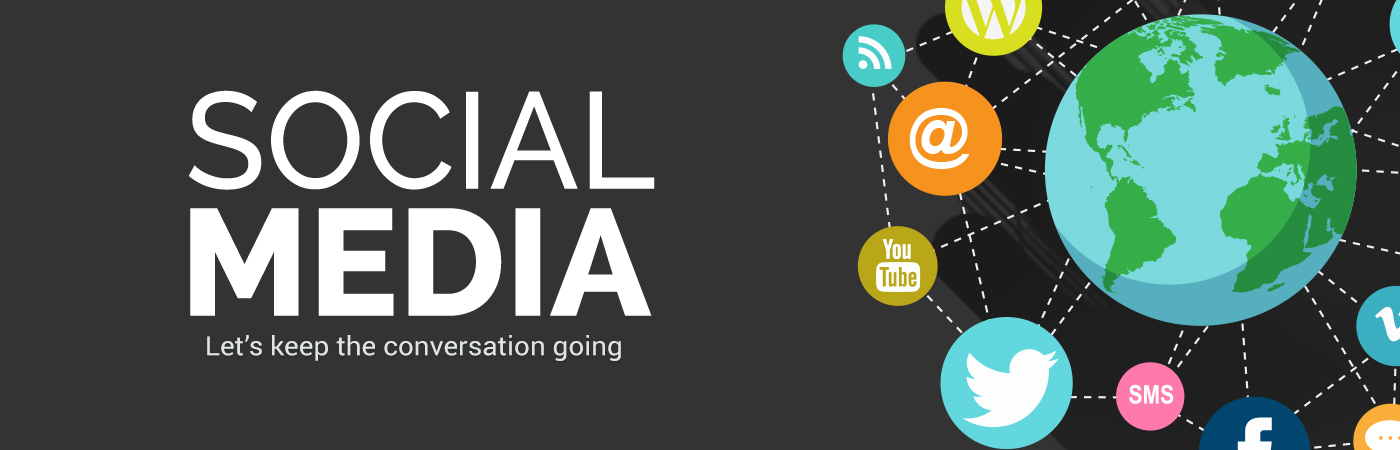 SOCIAL
MEDIA
Let's keep the conversation going
@
You
Tube
SMS